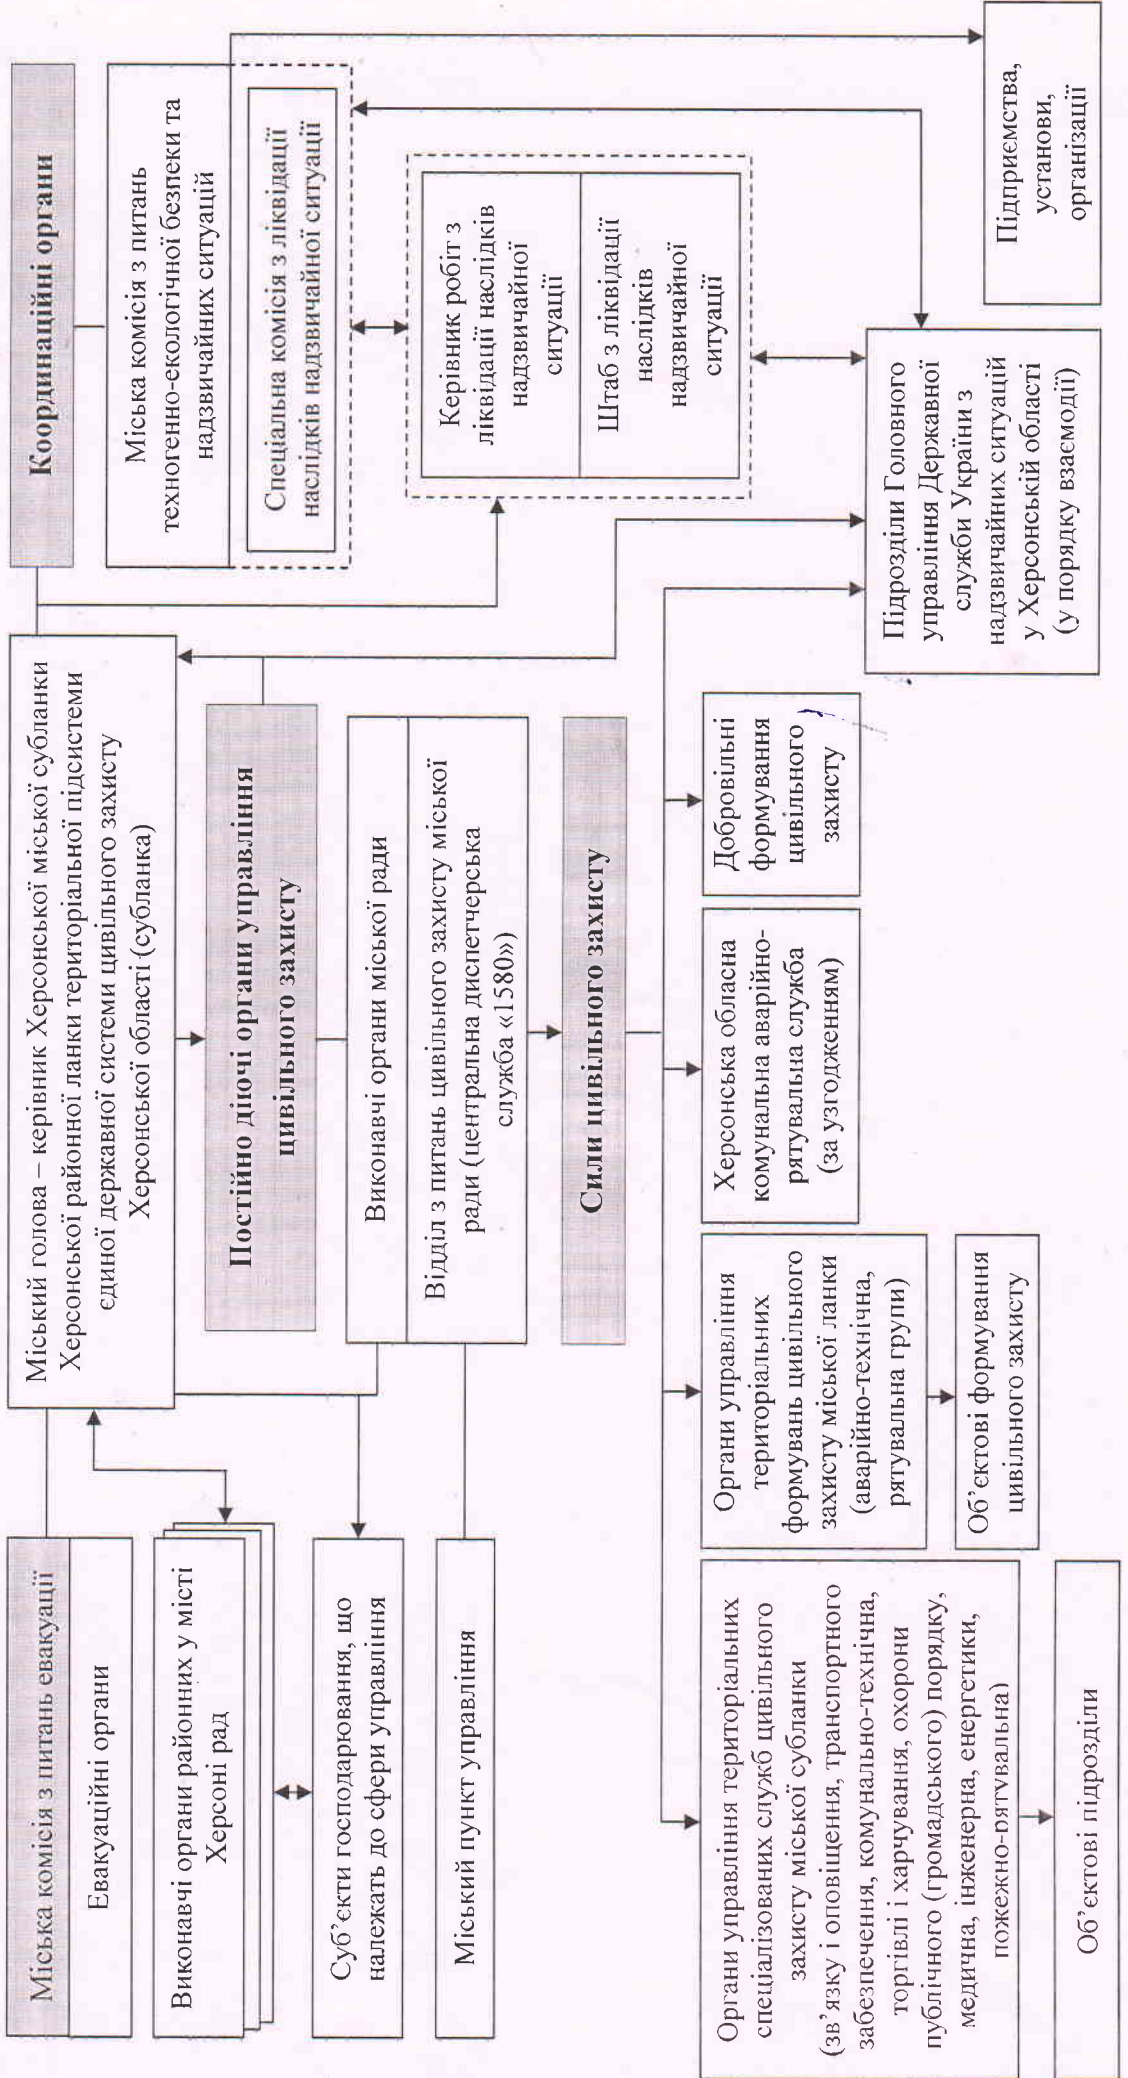 Міська комісія з питань евакуації
Евакуаційні органи
Виконавчі органи районних у місті
Херсоні рад
Суб’єкти господарювання, що
належать до сфери управління
Міський пункт управління
Міський голова – керівник Херсонської міської субланки
Херсонської районної ланки територіальної підсистеми
єдиної державної системи цивільного захисту
Херсонської області (субланка)
Постійно діючі органи управління
цивільного захисту
Виконавчі органи міської ради
Відділ з питань цивільного захисту міської
ради (центральна диспетчерська
служба «1580»)
Сили цивільного захисту
Координаційні органи
Міська комісія з питань
техногенно-екологічної безпеки та
надзвичайних ситуацій
Спеціальна комісія з ліквідації
наслідків надзвичайної ситуації
Керівник робіт з
ліквідації наслідків
надзвичайної
ситуації
Штаб з ліквідації
наслідків
надзвичайної
ситуації
Органи управління територіальних
спеціалізованих служб цивільного
захисту міської субланки
(зв’язку і оповіщення, транспортного
забезпечення, комунально-технічна,
торгівлі і харчування, охорони
публічного (громадського) порядку,
медична, інженерна, енергетики,
пожежно-рятувальна)
Об’єктові підрозділи
Органи управління
територіальних
формувань цивільного
захисту міської ланки
(аварійно-технічна,
рятувальна групи)
Об’єктові формування
цивільного захисту
Херсонська обласна
комунальна аварійно-
рятувальна служба
(за узгодженням)
Добровільні
формування
цивільного
захисту
Підрозділи Головного
управління Державної
служби України з
надзвичайних ситуацій
у Херсонській області
(у порядку взаємодії)
Підприємства,
установи,
організації